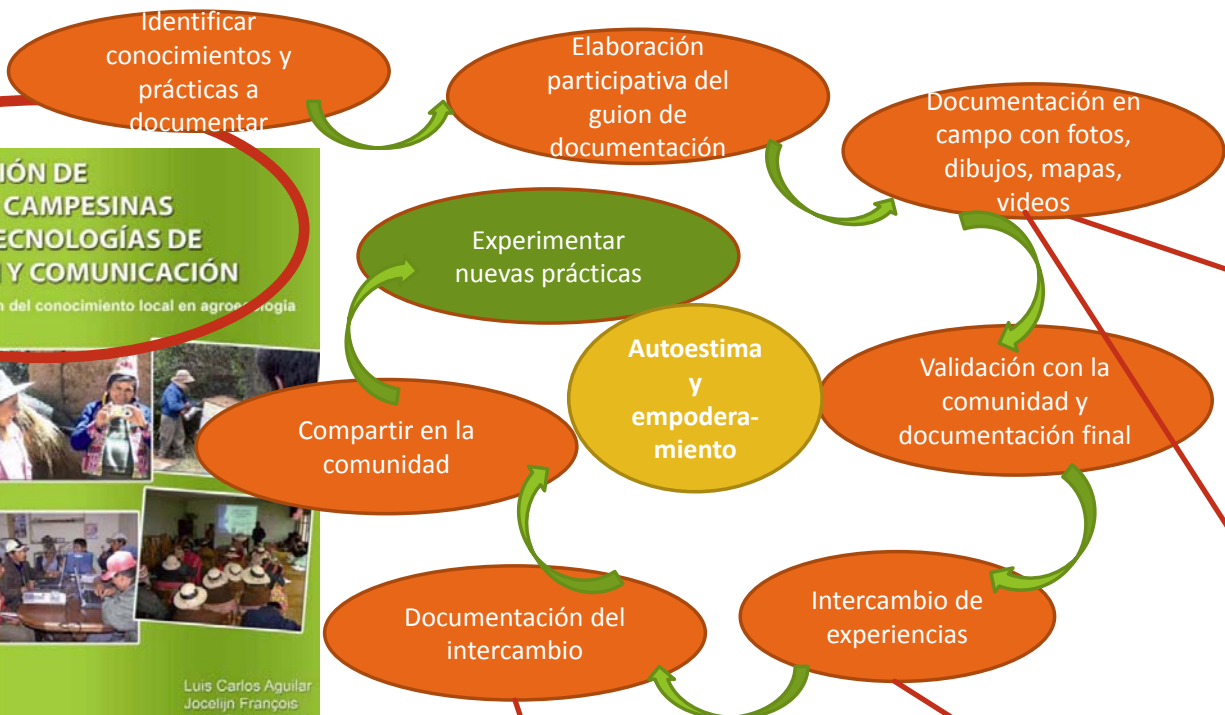 Identificar
conocimientos y
prácticas a
documentar
Elaboración
participativa del
guion de
documentación
Documentación en
campo con fotos,
dibujos, mapas,
videos
Validación con la
comunidad y
documentación final
Intercambio de
experiencias
Documentación del
intercambio
Compartir en la
comunidad
Experimentar
nuevas prácticas
Autoestima
y
empodera-
miento
IÓN DE
CAMPESINAS
ECNOLOGÍAS DE
Y COMUNICACIÓN
del conocimiento local en agroecología
Luis Carlos Aguilar
Jocelijn François